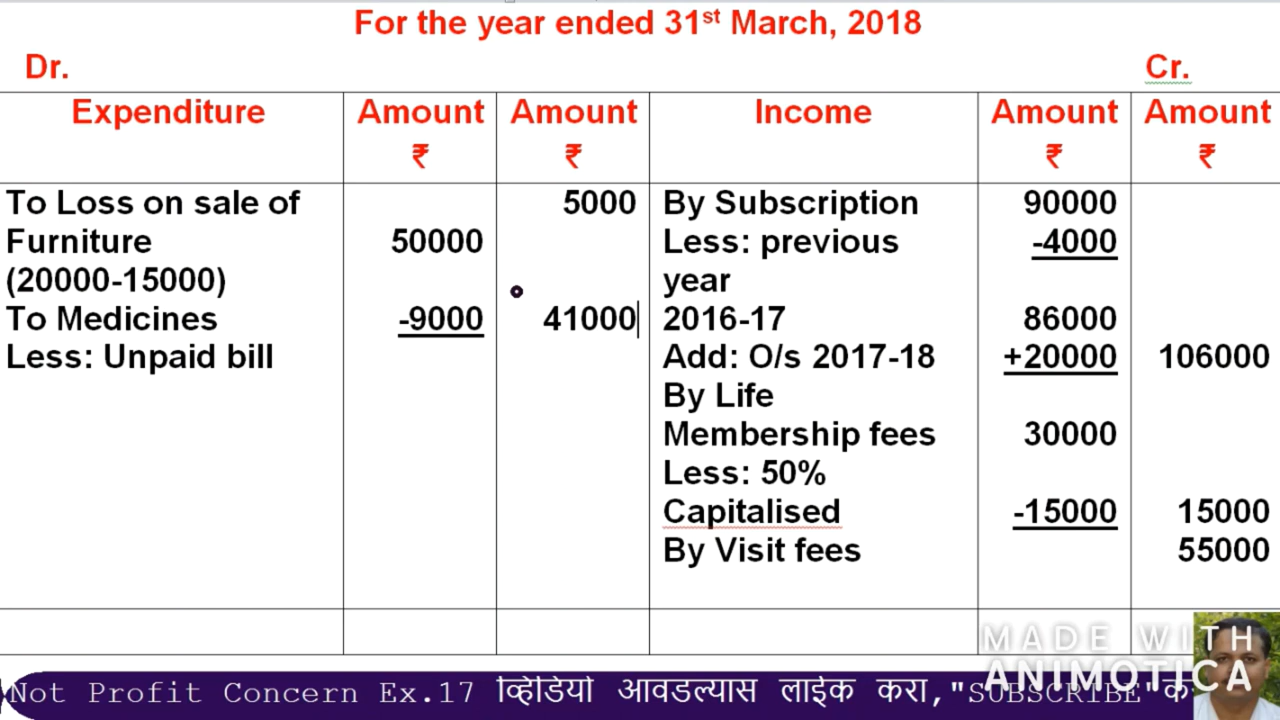 For the year ended 31st March, 2018
Dr. Cr.
Expenditure Amount Amount Income Amount Amount
₹ ₹ ₹ ₹
To Loss on sale of 5000 By Subscription 90000
Furniture 50000 Less: previous -4000
(20000-15000) year
To Medicines -9000 41000 2016-17 86000
Less: Unpaid bill Add: O/s 2017-18 +20000 106000
By Life
Membership fees 30000
Less: 50%
Capitalised -15000 15000
By Visit fees 55000
MADE WITH
ANIMOTICA
Not Profit Concern Ex.17 व्हिडियो आवडल्यास लाईक करा,"SUBSCRIBE"क